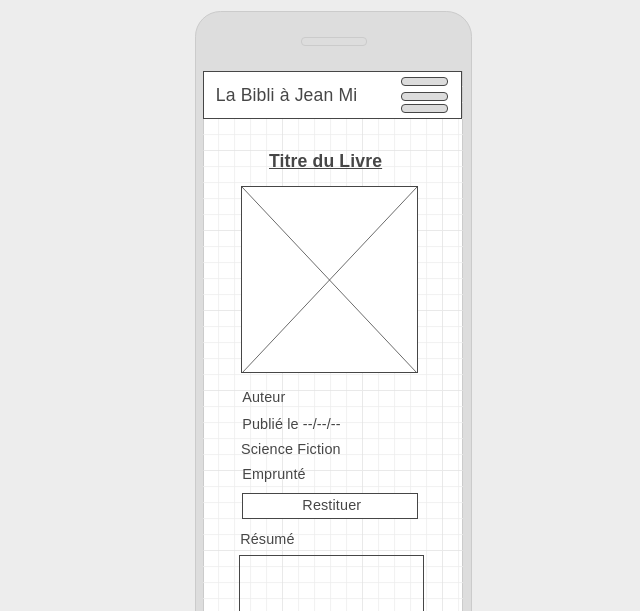 La Bibli à Jean Mi
Titre du Livre
Auteur
Publié le --/--/--
Science Fiction
Emprunté
Restituer
Résumé